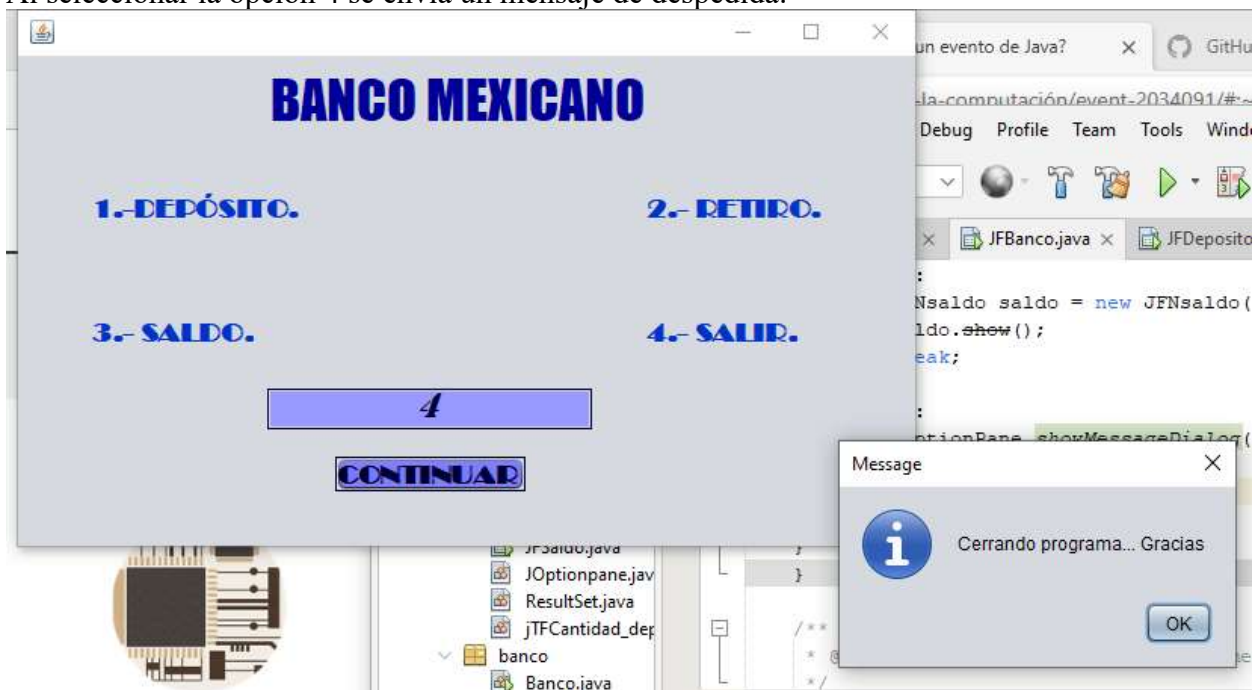 Al seleccionar la opción 4 se envía un mensaje de despedida.
BANCO MEXICANO
1.-DEPÓSITO.
2.- RETIRO.
3.- SALDO.
4.- SALIR.
4
CONTINUAR
un evento de Java?
GitHu
-la-computación/event-2034091/#:~
Debug Profile Team Tools Windo
JFBanco.java
JFDeposito
:
Nsaldo saldo = new JFNsaldo(
ldo.show();
eak;
:
ptionPane.showMessageDialog(
Message
Cerrando programa... Gracias
OK
JFSaldo.java
JOptionpane.jav
ResultSet.java
jTFCantidad_dep
banco
Banco.java
}
}
/**
* @
*/